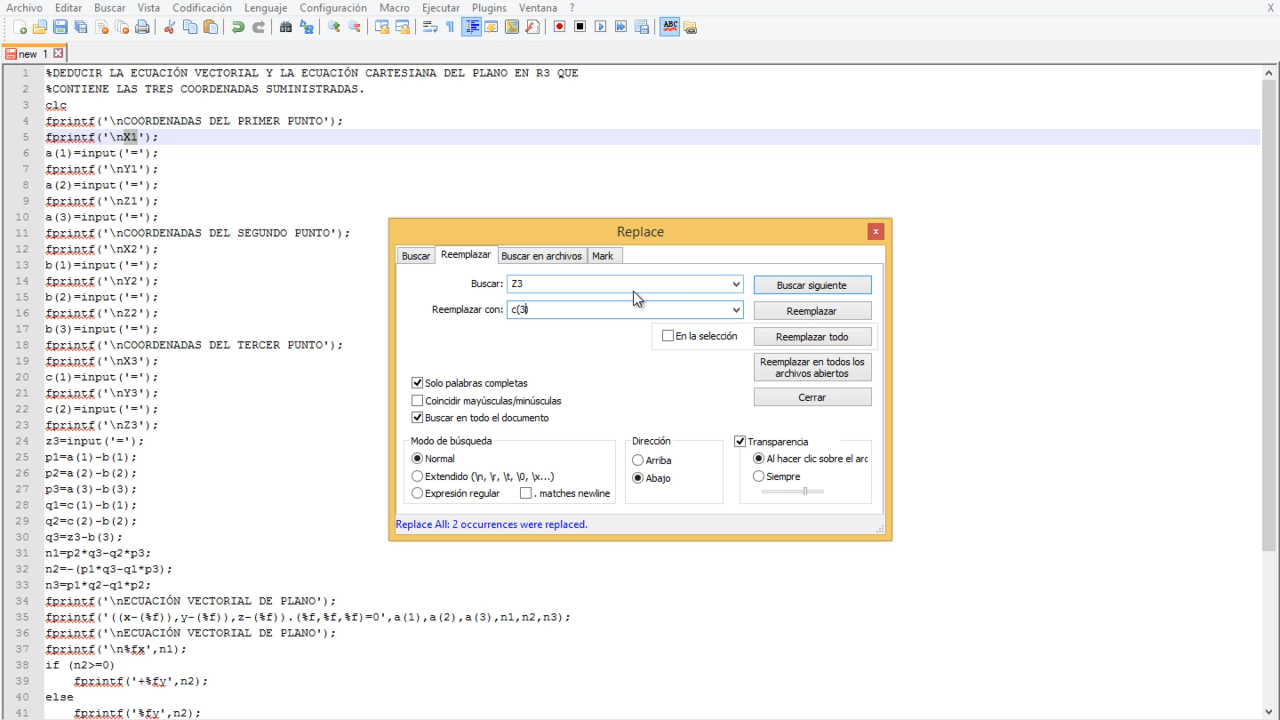 Archivo Editar Buscar Vista Codificación Lenguaje Configuración Macro Ejecutar Plugins Ventana ? X
ABC
new 1
1 %DEDUCIR LA ECUACIÓN VECTORIAL Y LA ECUACIÓN CARTESIANA DEL PLANO EN R3 QUE
2 %CONTIENE LAS TRES COORDENADAS SUMINISTRADAS.
3 clc
4 fprintf('\nCOORDENADAS DEL PRIMER PUNTO');
5 fprintf('\nX1');
6 a(1)=input('=');
7 fprintf('\nY1');
8 a(2)=input('=');
9 fprintf('\nZ1');
10 a(3)=input('=');
11 fprintf('\nCOORDENADAS DEL SEGUNDO PUNTO');
12 fprintf('\nX2');
13 b(1)=input('=');
14 fprintf('\nY2');
15 b(2)=input('=');
16 fprintf('\nZ2');
17 b(3)=input('=');
18 fprintf('\nCOORDENADAS DEL TERCER PUNTO');
19 fprintf('\nX3');
20 c(1)=input('=');
21 fprintf('\nY3');
22 c(2)=input('=');
23 fprintf('\nZ3');
24 z3=input('=');
25 p1=a(1)-b(1);
26 p2=a(2)-b(2);
27 p3=a(3)-b(3);
28 q1=c(1)-b(1);
29 q2=c(2)-b(2);
30 q3=z3-b(3);
31 n1=p2*q3-q2*p3;
32 n2=-(p1*q3-q1*p3);
33 n3=p1*q2-q1*p2;
34 fprintf('\nECUACIÓN VECTORIAL DE PLANO');
35 fprintf('((x-(%f)),y-(%f)),z-(%f)).(%f,%f,%f)=0',a(1),a(2),a(3),n1,n2,n3);
36 fprintf('\nECUACIÓN VECTORIAL DE PLANO');
37 fprintf('\n%fx',n1);
38 if (n2>=0)
39 fprintf('+%fy',n2);
40 else
41 fprintf('%fy',n2);
Replace
x
Buscar Reemplazar Buscar en archivos Mark
Buscar: Z3 Buscar siguiente
Reemplazar con: c(3) Reemplazar
En la selección Reemplazar todo
Reemplazar en todos los
archivos abiertos
Solo palabras completas
Cerrar
Coincidir mayúsculas/minúsculas
Buscar en todo el documento
Modo de búsqueda Dirección Transparencia
Normal Arriba Al hacer clic sobre el arc
Extendido (\n, \r, \t, \0, \x...) Abajo Siempre
Expresión regular . matches newline
Replace All: 2 occurrences were replaced.